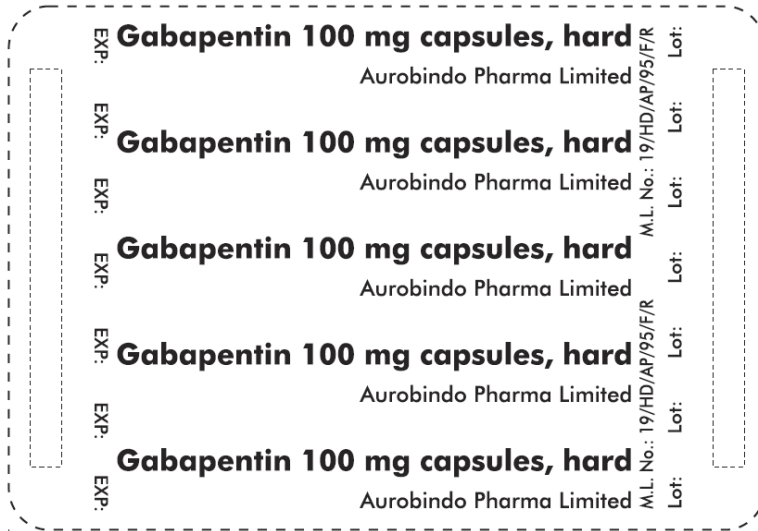 EXP:
EXP:
EXP:
EXP:
EXP:
EXP:
EXP:
Gabapentin 100 mg capsules, hard
Aurobindo Pharma Limited
Gabapentin 100 mg capsules, hard
Aurobindo Pharma Limited
Gabapentin 100 mg capsules, hard
Aurobindo Pharma Limited
Gabapentin 100 mg capsules, hard
Aurobindo Pharma Limited
Gabapentin 100 mg capsules, hard
Aurobindo Pharma Limited
M.L. No.: 19/HD/AP/95/F/R
M.L. No.: 19/HD/AP/95/F/R
Lot:
Lot:
Lot:
Lot:
Lot:
Lot:
Lot: